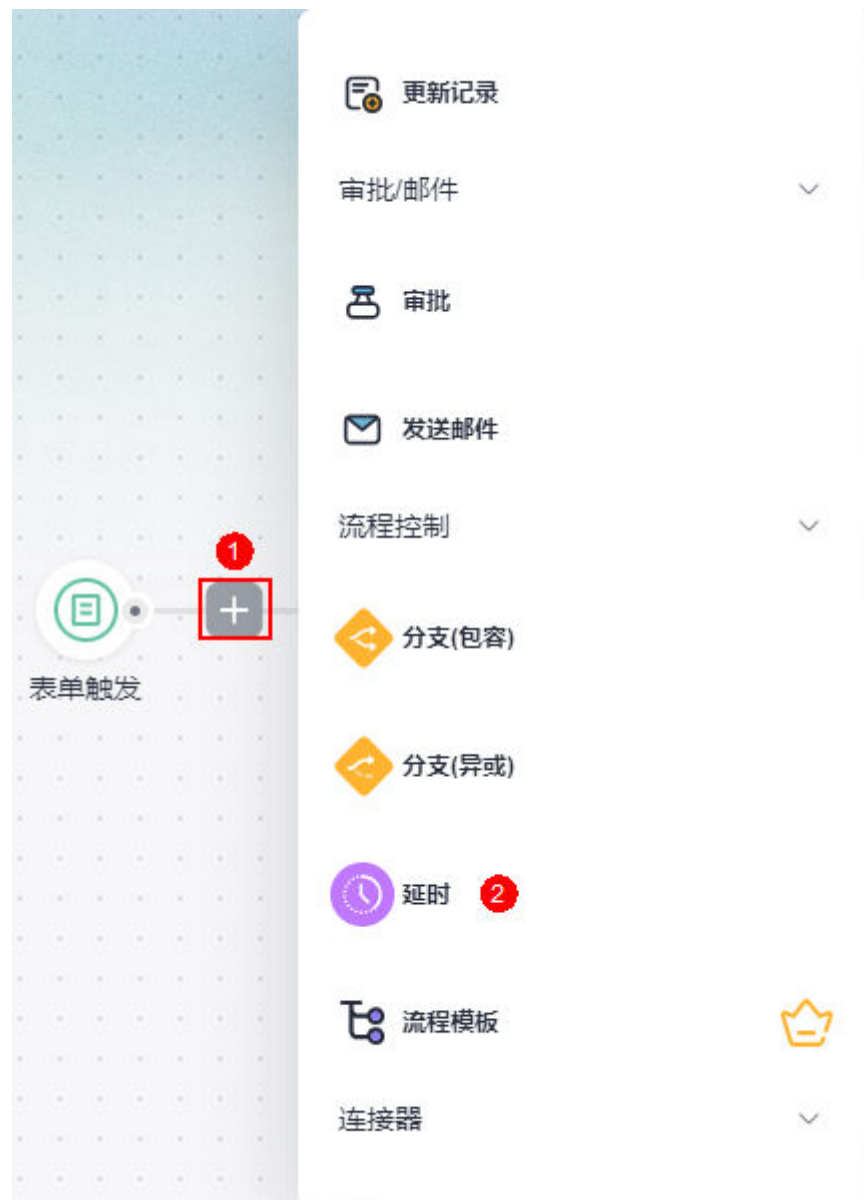 更新记录
审批/邮件
审批
发送邮件
流程控制
1
表单触发
分支(包容)
分支(异或)
延时 2
流程模板
连接器